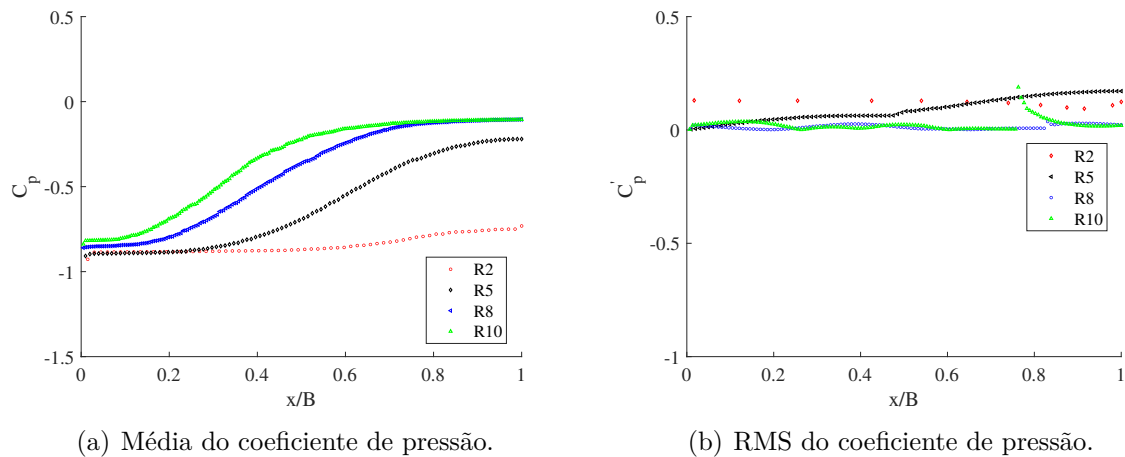 0.5
0
-0.5
-1
-1.5
C_p
0
0.2
0.4
0.6
0.8
1
x/B
R2
R5
R8
R10
(a) Média do coeficiente de pressão.
0.5
0
-0.5
-1
C_p'
0
0.2
0.4
0.6
0.8
1
x/B
R2
R5
R8
R10
(b) RMS do coeficiente de pressão.